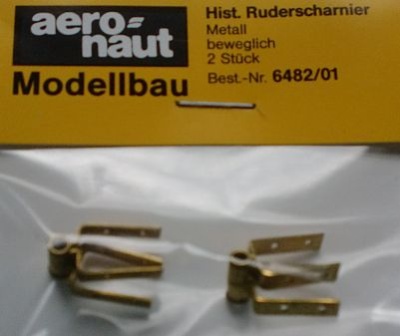 aero-
naut
Modellbau
Hist. Ruderscharnier
Metall
beweglich
2 Stück
Best.-Nr. 6482/01